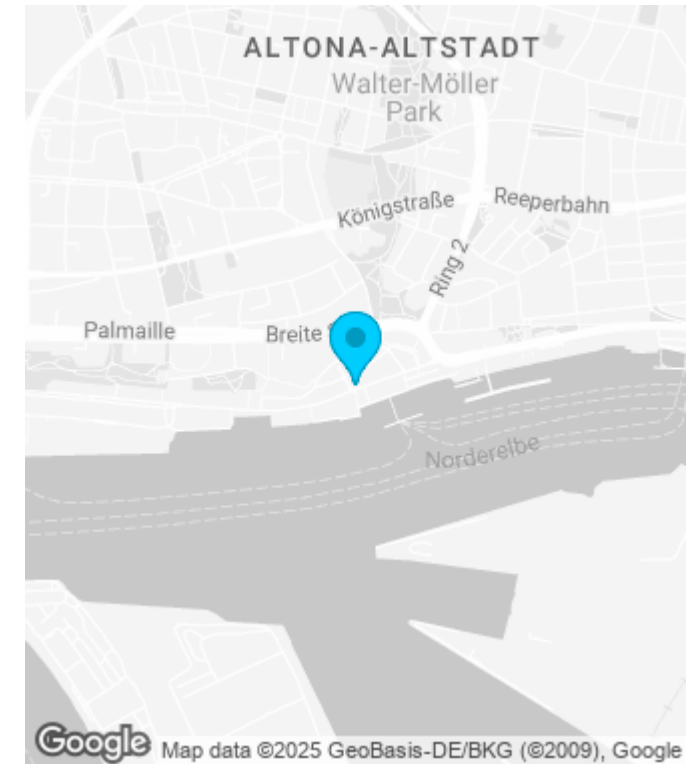 ALTONA-ALTSTADT
Walter-Möller
Park
Königstraße
Reeperbahn
Ring 2
Palmaille
Breite
Norderelbe
Google
Map data ©2025 GeoBasis-DE/BKG (©2009), Google